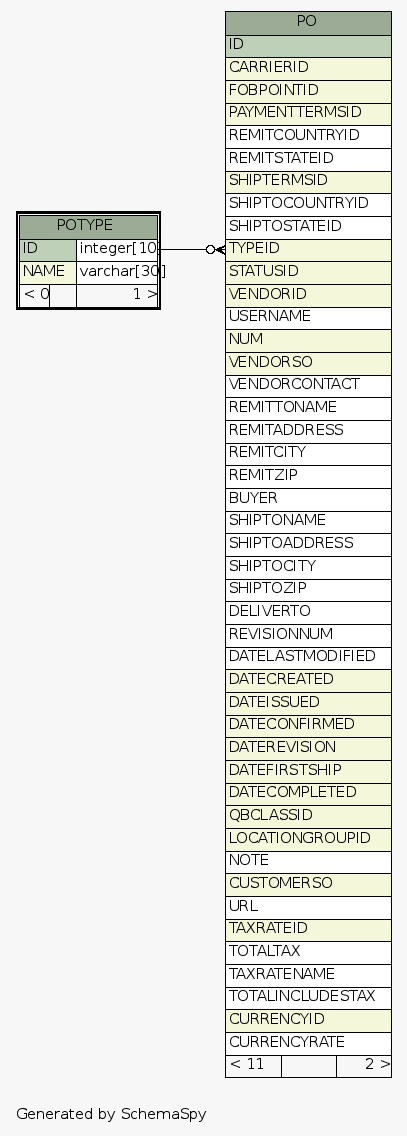 PO
ID
CARRIERID
FOBPOINTID
PAYMENTTERMSID
REMITCOUNTRYID
REMITSTATEID
SHIPTERMSID
SHIPTOCOUNTRYID
SHIPTOSTATEID
TYPEID
STATUSID
VENDORID
USERNAME
NUM
VENDORSO
VENDORCONTACT
REMITTONAME
REMITADDRESS
REMITCITY
REMITZIP
BUYER
SHIPTONAME
SHIPTOADDRESS
SHIPTOCITY
SHIPTOZIP
DELIVERTO
REVISIONNUM
DATELASTMODIFIED
DATECREATED
DATEISSUED
DATECONFIRMED
DATEREVISION
DATEFIRSTSHIP
DATECOMPLETED
QBCLASSID
LOCATIONGROUPID
NOTE
CUSTOMERSO
URL
TAXRATEID
TOTALTAX
TAXRATENAME
TOTALINCLUDESTAX
CURRENCYID
CURRENCYRATE
< 11 2 >
POTYPE
ID integer[10]
NAME varchar[30]
< 0 1 >
Generated by SchemaSpy